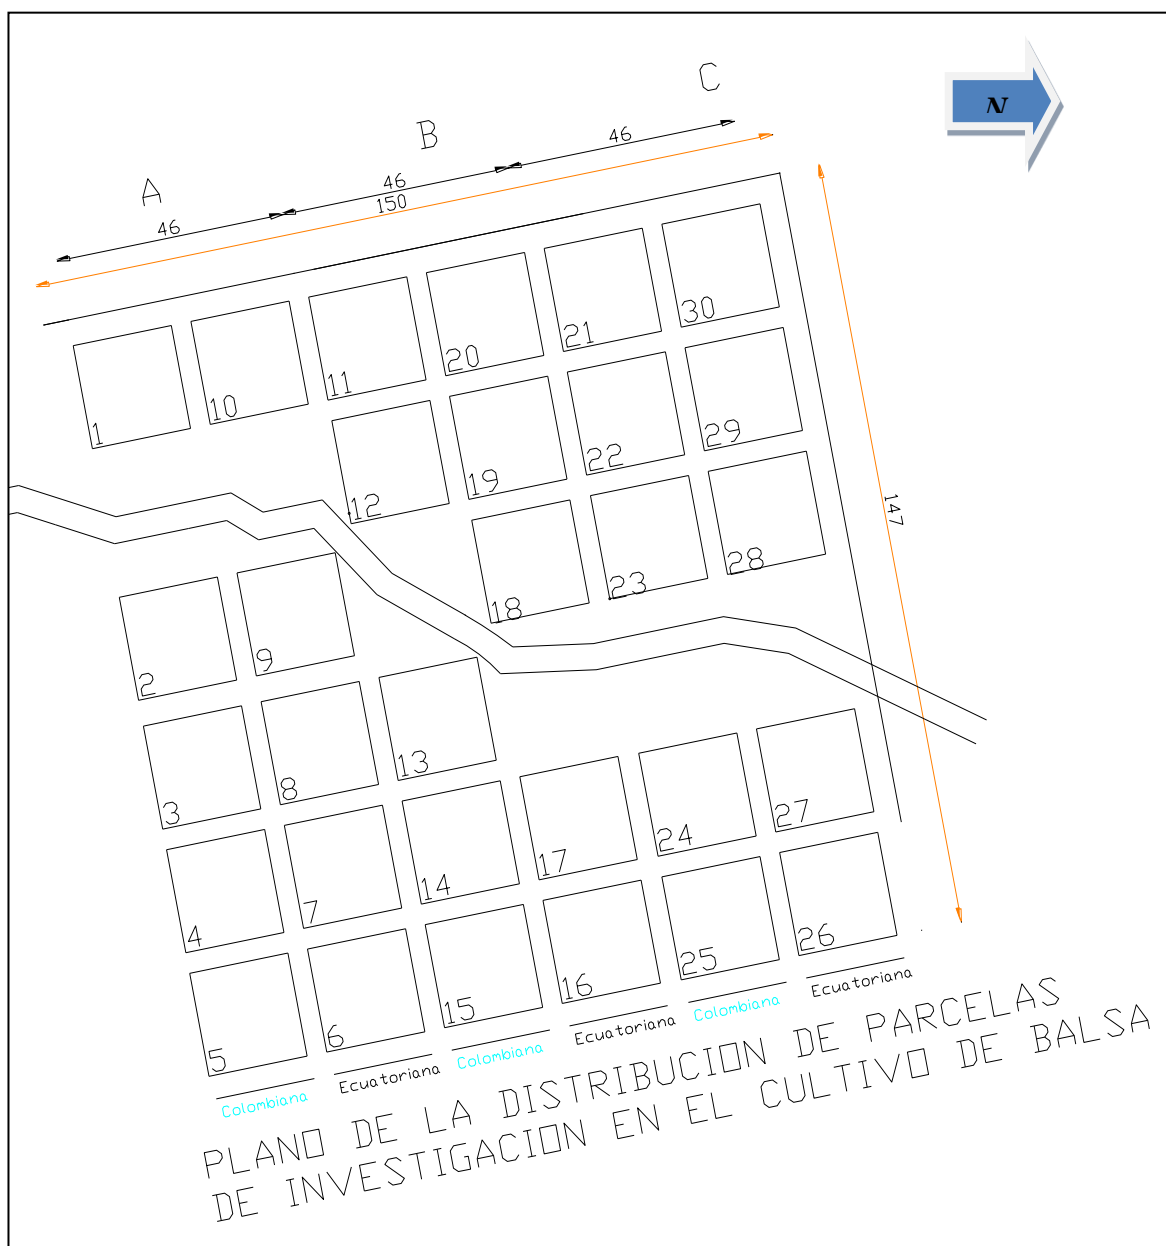 C
N
B
46
A
46
150
46
30
21
20
11
10
1
29
22
19
12
147
28
23
18
9
2
13
8
3
27
24
17
14
7
4
26
25
16
15
6
5
Ecuatoriana
Colombiana
Ecuatoriana
Colombiana
Ecuatoriana
Colombiana
PLANO DE LA DISTRIBUCION DE PARCELAS
DE INVESTIGACION EN EL CULTIVO DE BALSA